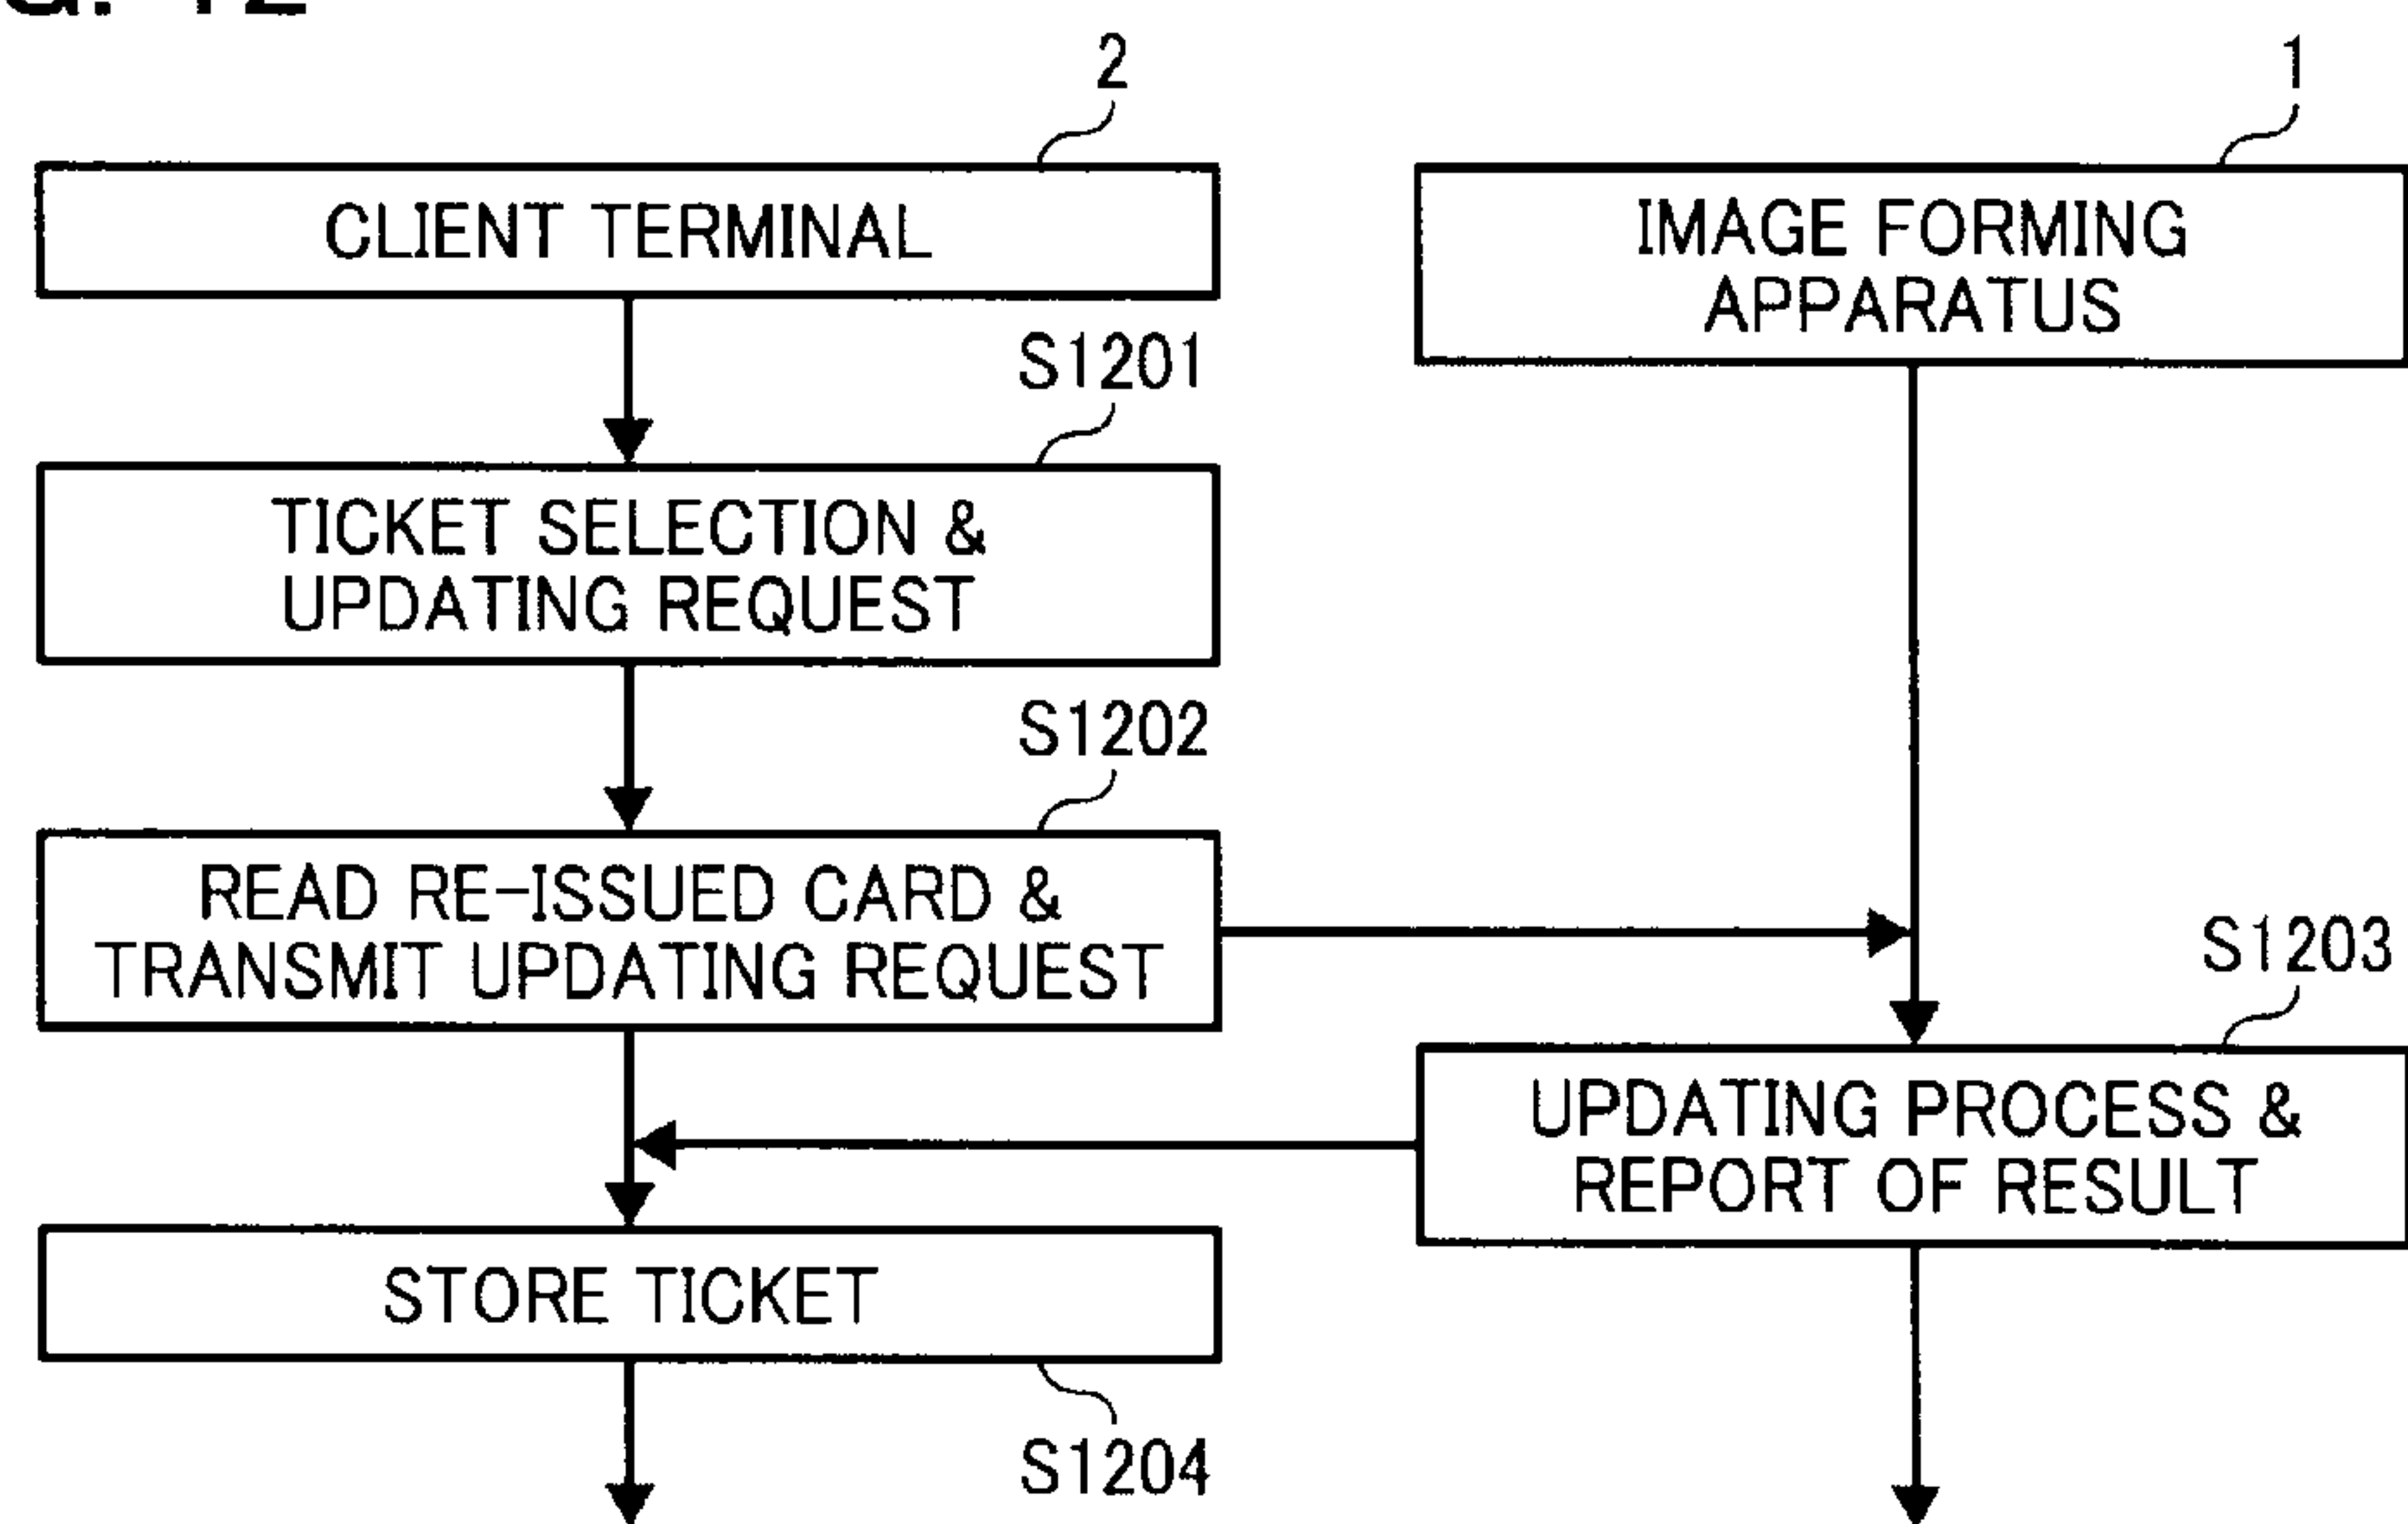 G. 12
2
1
CLIENT TERMINAL
IMAGE FORMING
APPARATUS
S1201
TICKET SELECTION &
UPDATING REQUEST
S1202
READ RE-ISSUED CARD &
TRANSMIT UPDATING REQUEST
S1203
UPDATING PROCESS &
REPORT OF RESULT
STORE TICKET
S1204